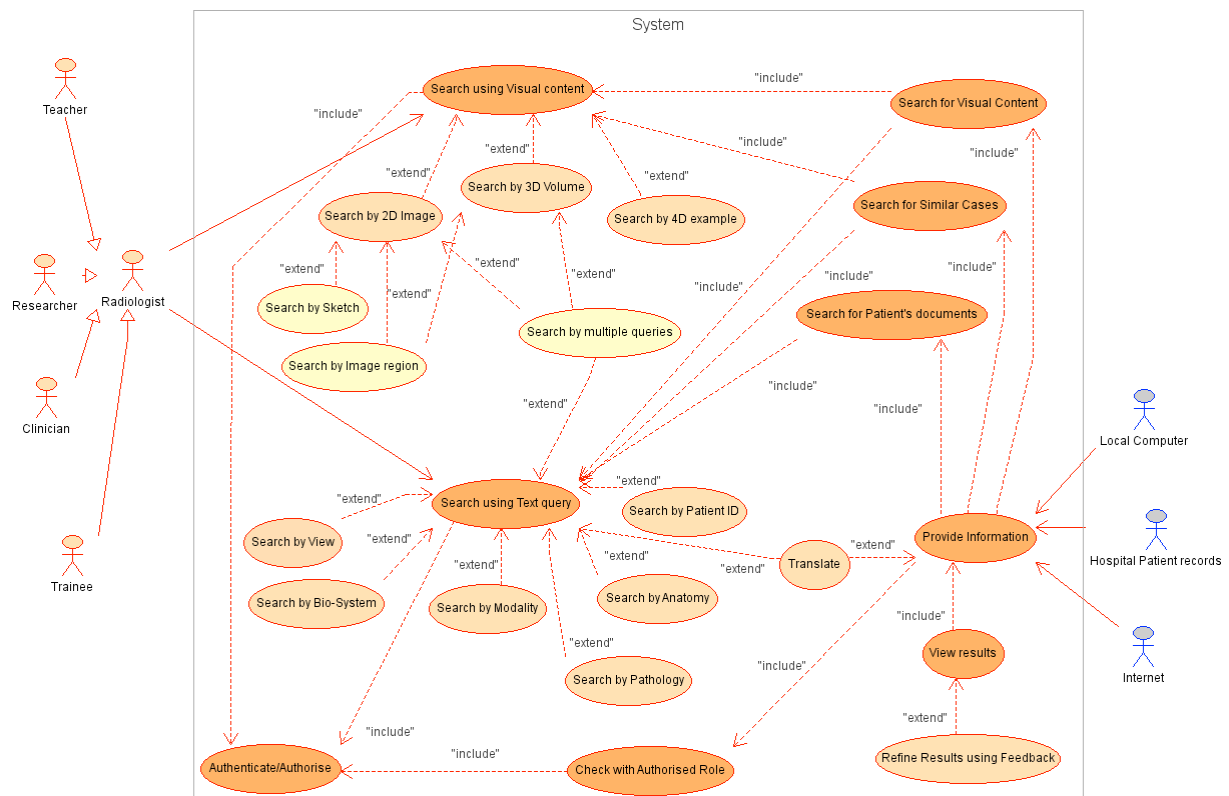 System
"include"
Search using Visual content
Search for Visual Content
Teacher
"include"
"include"
"include"
"extend"
"extend"
"extend"
Search by 3D Volume
Search by 2D Image
Search by 4D example
Search for Similar Cases
Researcher
Radiologist
"extend"
"extend"
"extend"
"extend"
"include"
"include"
"include"
Search by Sketch
Search for Patient's documents
Search by multiple queries
Search by Image region
"include"
"extend"
"include"
Clinician
Local Computer
Search using Text query
"extend"
"extend"
Search by Patient ID
Search by View
"extend"
Provide Information
"extend"
"extend"
"extend"
"extend"
Translate
Hospital Patient records
Trainee
Search by Bio-System
Search by Modality
Search by Anatomy
"extend"
"include"
View results
"include"
Search by Pathology
Internet
"extend"
"include"
"include"
Authenticate/Authorise
Check with Authorised Role
Refine Results using Feedback